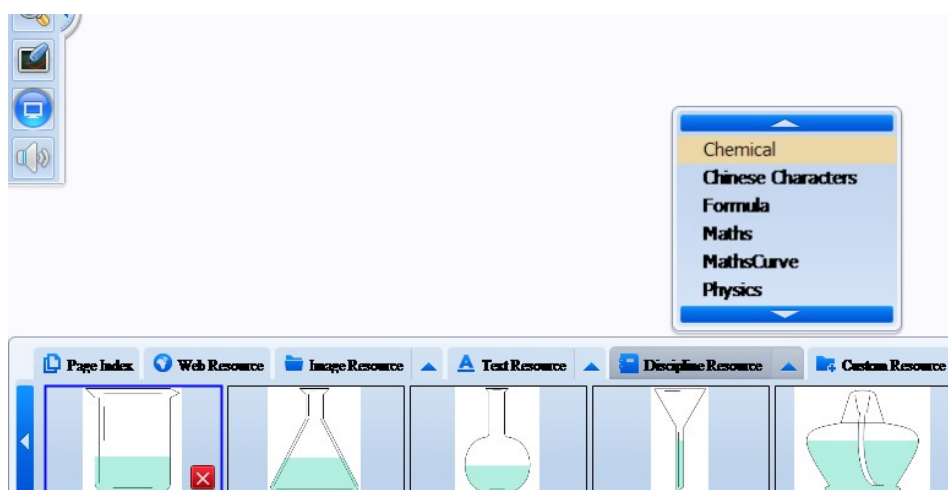 Chemical
Chinese Characters
Formula
Maths
MathsCurve
Physics
Page Index Web Resource Image Resource Text Resource Discipline Resource Custom Resource